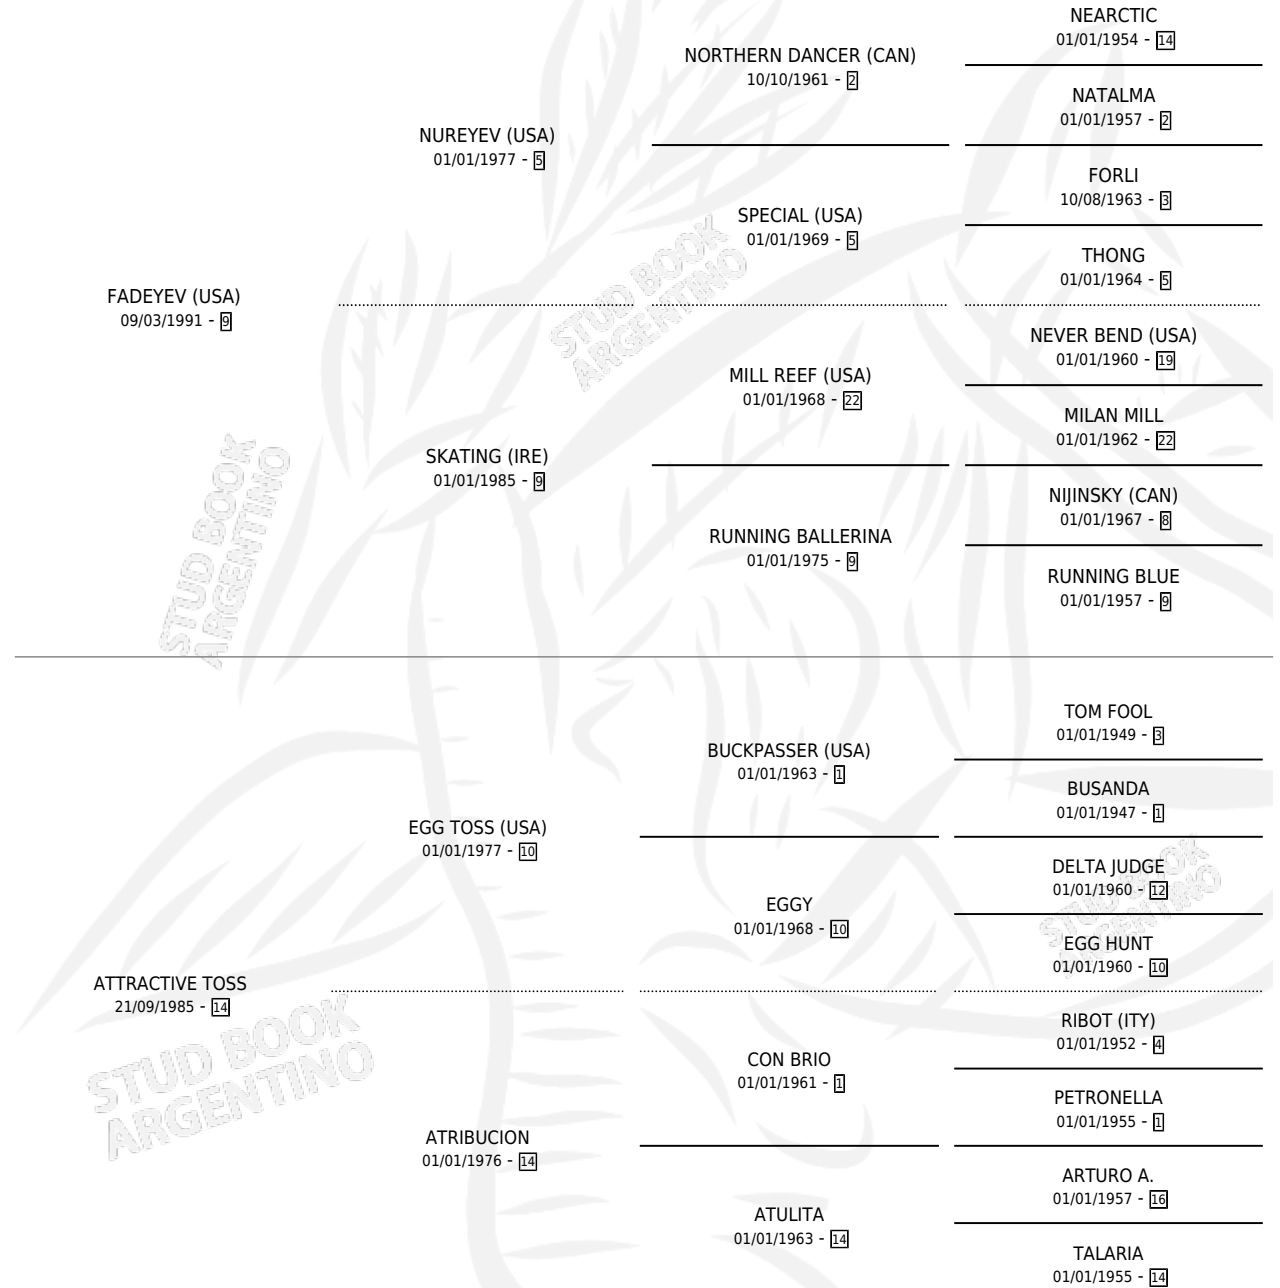 NEARCTIC
01/01/1954 - 14
NORTHERN DANCER (CAN)
10/10/1961 - 2
NATALMA
01/01/1957 - 2
NUREYEV (USA)
01/01/1977 - 5
FORLI
10/08/1963 - 3
SPECIAL (USA)
01/01/1969 - 5
THONG
01/01/1964 - 5
FADEYEV (USA)
09/03/1991 - 9
NEVER BEND (USA)
01/01/1960 - 19
MILL REEF (USA)
01/01/1968 - 22
MILAN MILL
01/01/1962 - 22
SKATING (IRE)
01/01/1985 - 9
NIJINSKY (CAN)
01/01/1967 - 8
RUNNING BALLERINA
01/01/1975 - 9
RUNNING BLUE
01/01/1957 - 9
TOM FOOL
01/01/1949 - 3
BUCKPASSER (USA)
01/01/1963 - 1
BUSANDA
01/01/1947 - 1
EGG TOSS (USA)
01/01/1977 - 10
DELTA JUDGE
01/01/1960 - 12
EGGY
01/01/1968 - 10
EGG HUNT
01/01/1960 - 10
ATTRACTIVE TOSS
21/09/1985 - 14
RIBOT (ITY)
01/01/1952 - 4
CON BRIO
01/01/1961 - 1
PETRONELLA
01/01/1955 - 1
ATRIBUCION
01/01/1976 - 14
ARTURO A.
01/01/1957 - 16
ATULITA
01/01/1963 - 14
TALARIA
01/01/1955 - 14
STUD BOOK
ARGENTINO
STUD BOOK
ARGENTINO
STUD BOOK
ARGENTINO
STUD BOOK
ARGENTINO